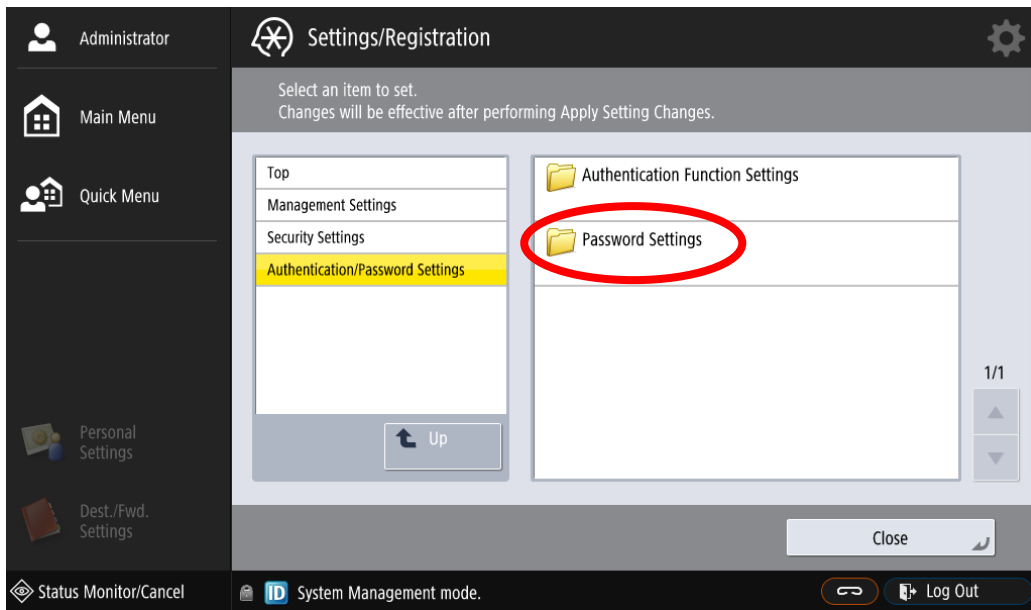 Administrator
Settings/Registration
Select an item to set.
Changes will be effective after performing Apply Setting Changes.
Main Menu
Quick Menu
Top
Management Settings
Security Settings
Authentication/Password Settings
Up
Authentication Function Settings
Password Settings
1/1
Personal
Settings
Dest./Fwd.
Settings
Close
Status Monitor/Cancel
ID System Management mode.
Log Out